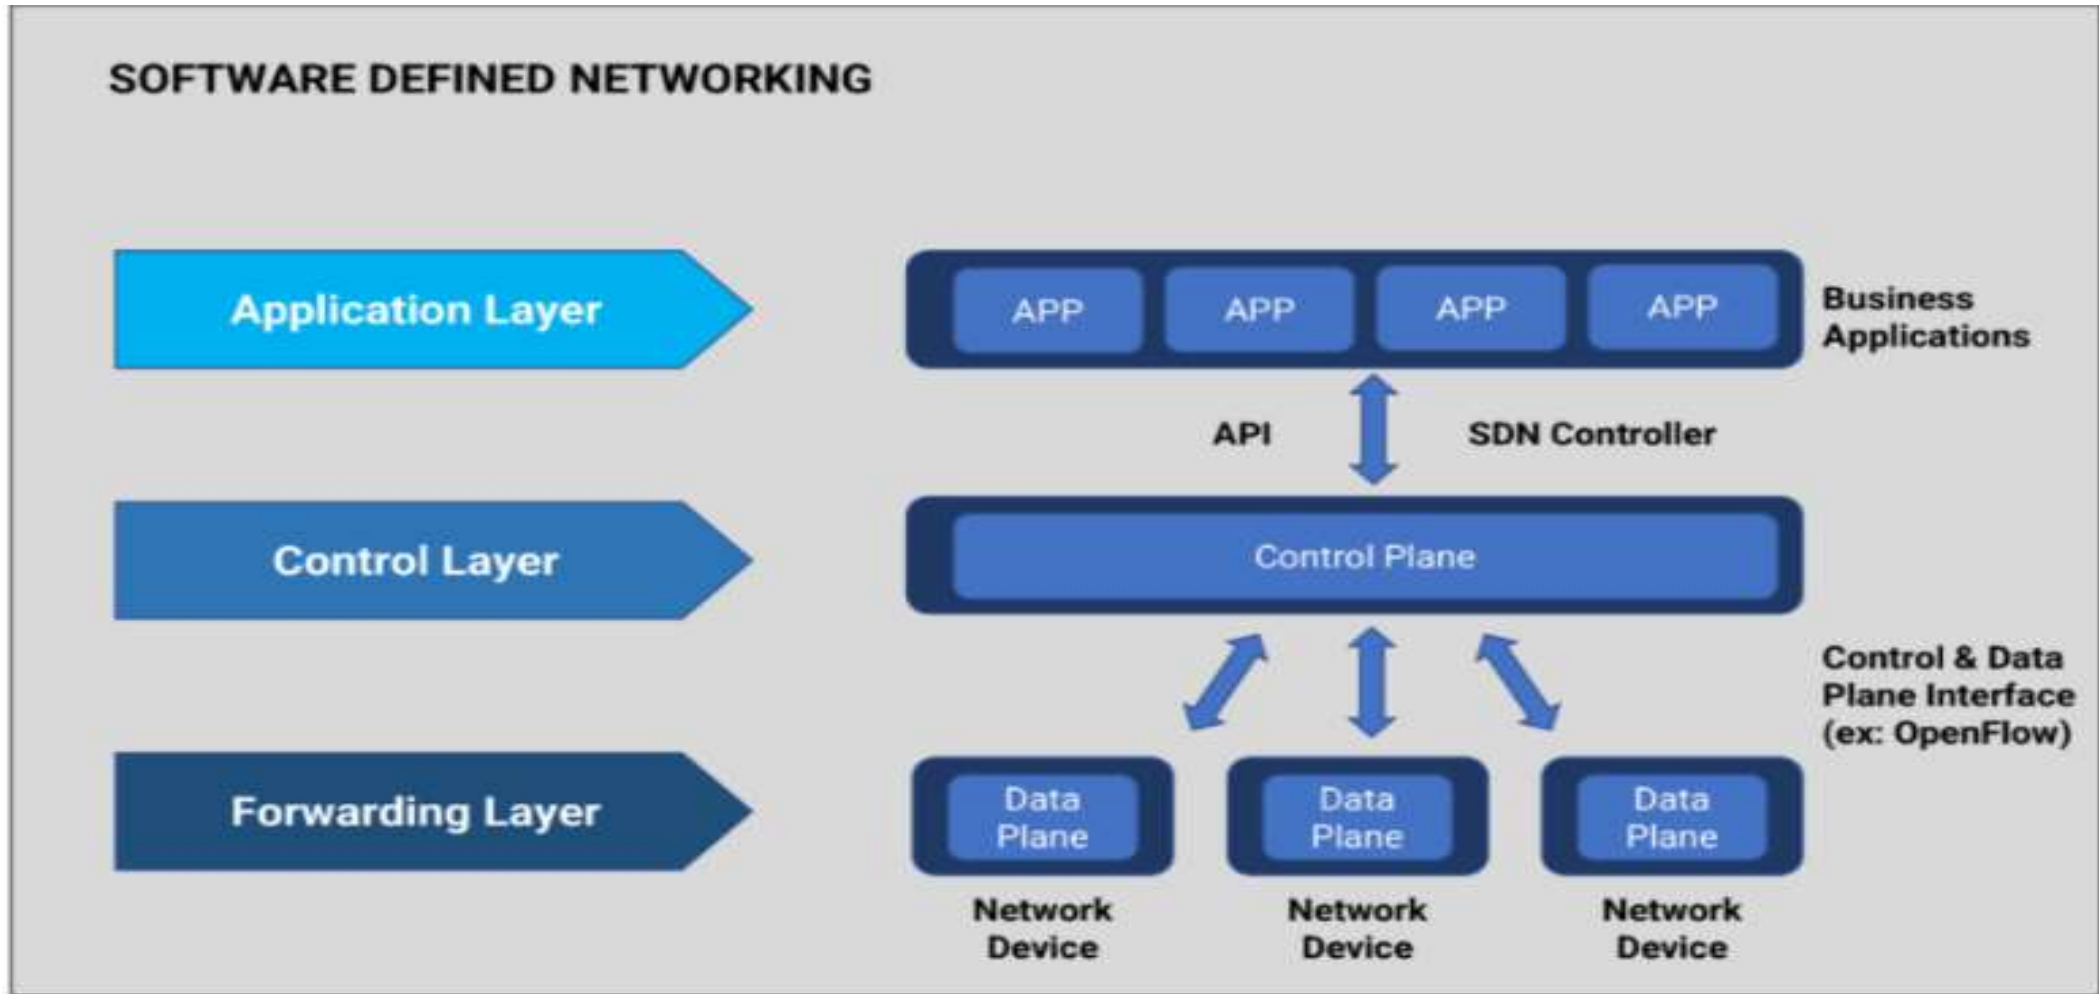 SOFTWARE DEFINED NETWORKING
Application Layer
APP
APP
APP
APP
Business
Applications
API
SDN Controller
Control Layer
Control Plane
Control & Data
Plane Interface
(ex: OpenFlow)
Forwarding Layer
Data
Plane
Data
Plane
Data
Plane
Network
Device
Network
Device
Network
Device